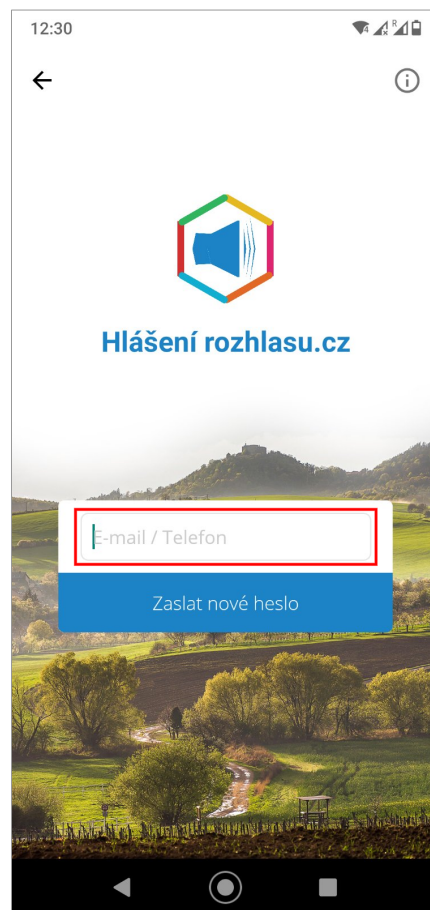 12:30
R
Hlášení rozhlasu.cz
E-mail / Telefon
Zaslat nové heslo